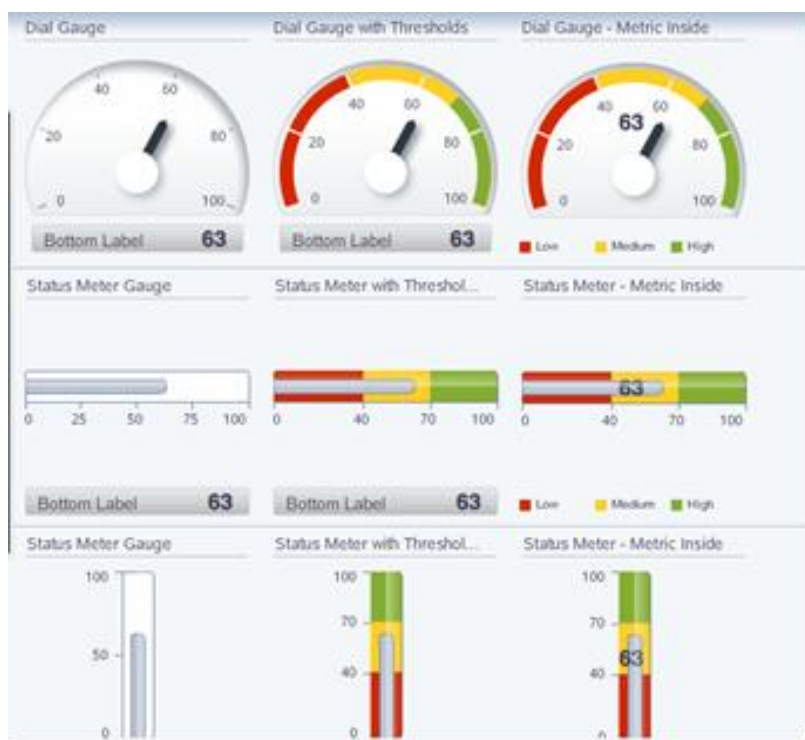 Dial Gauge
Dial Gauge with Thresholds
Dial Gauge - Metric Inside
0 20 40 60 80 100
0 20 40 60 80 100
0 20 40 60 80 100
63
Bottom Label 63
Bottom Label 63
Low Medium High
Status Meter Gauge
Status Meter with Threshol...
Status Meter - Metric Inside
63
0 25 50 75 100
0 40 70 100
0 40 70 100
Bottom Label 63
Bottom Label 63
Low Medium High
Status Meter Gauge
Status Meter with Threshol...
Status Meter - Metric Inside
100
50
0
100
70
40
0
100
70
63
40
0